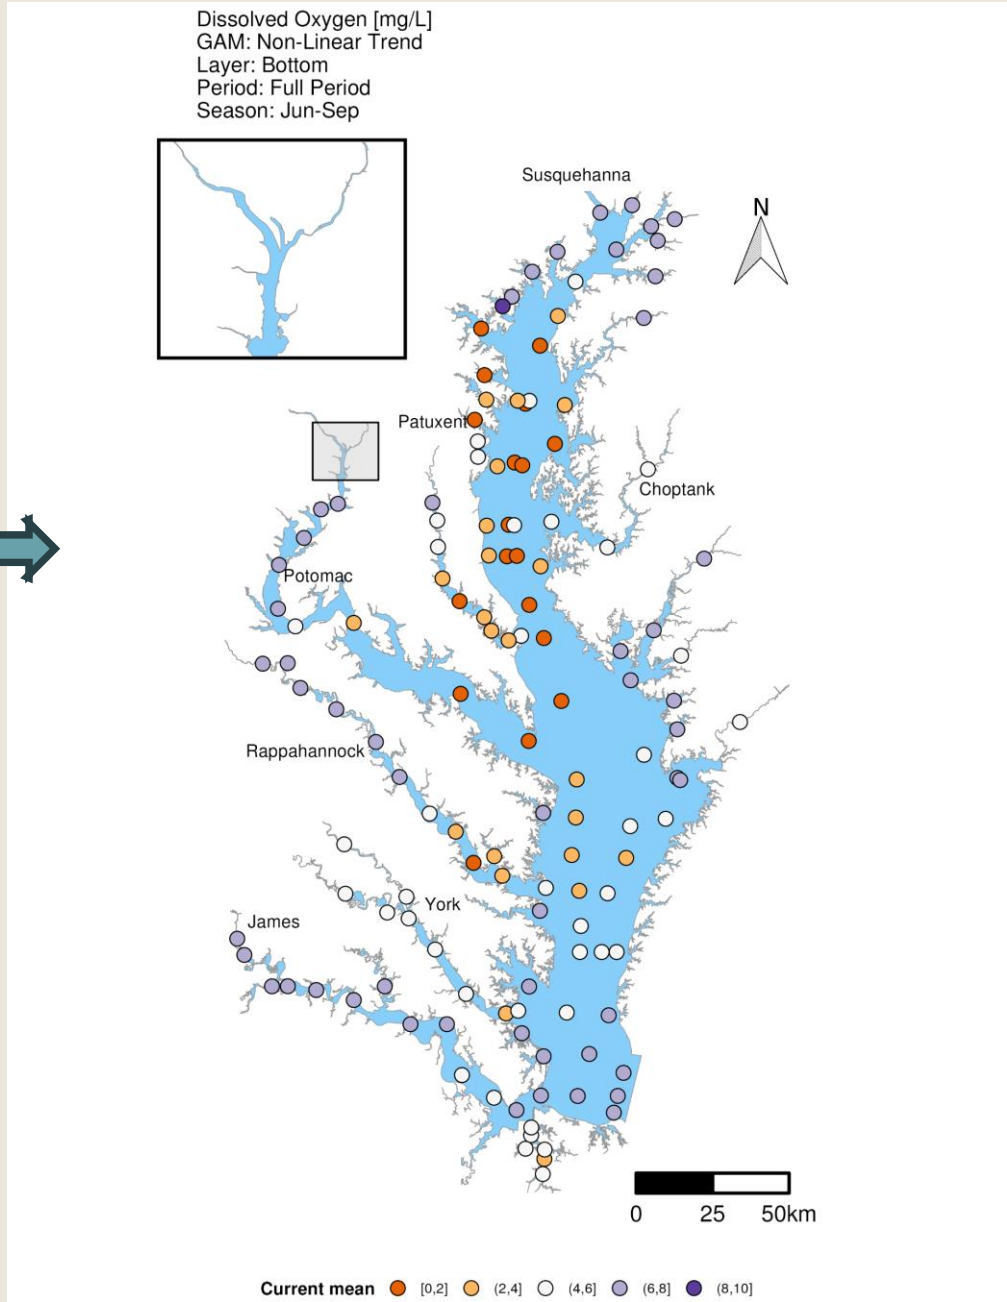 Dissolved Oxygen [mg/L]
GAM: Non-Linear Trend
Layer: Bottom
Period: Full Period
Season: Jun-Sep
Susquehanna
N
Patuxent
Choptank
Potomac
Rappahannock
York
James
0 25 50km
Current mean [0,2] (2,4] (4,6] (6,8] (8,10]